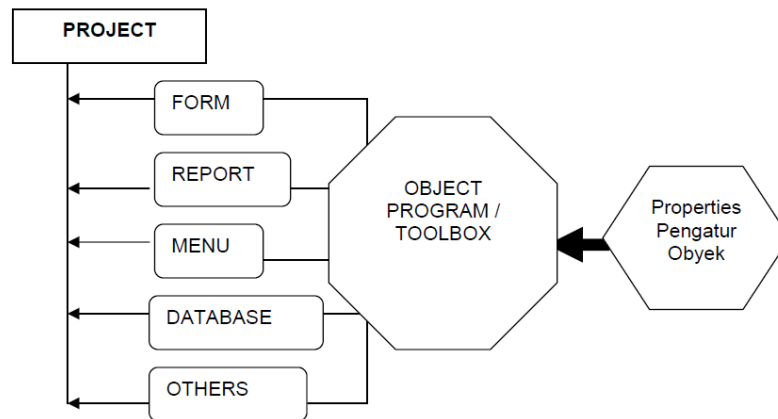 PROJECT
FORM
REPORT
MENU
DATABASE
OTHERS
OBJECT
PROGRAM /
TOOLBOX
Properties
Pengatur
Obyek